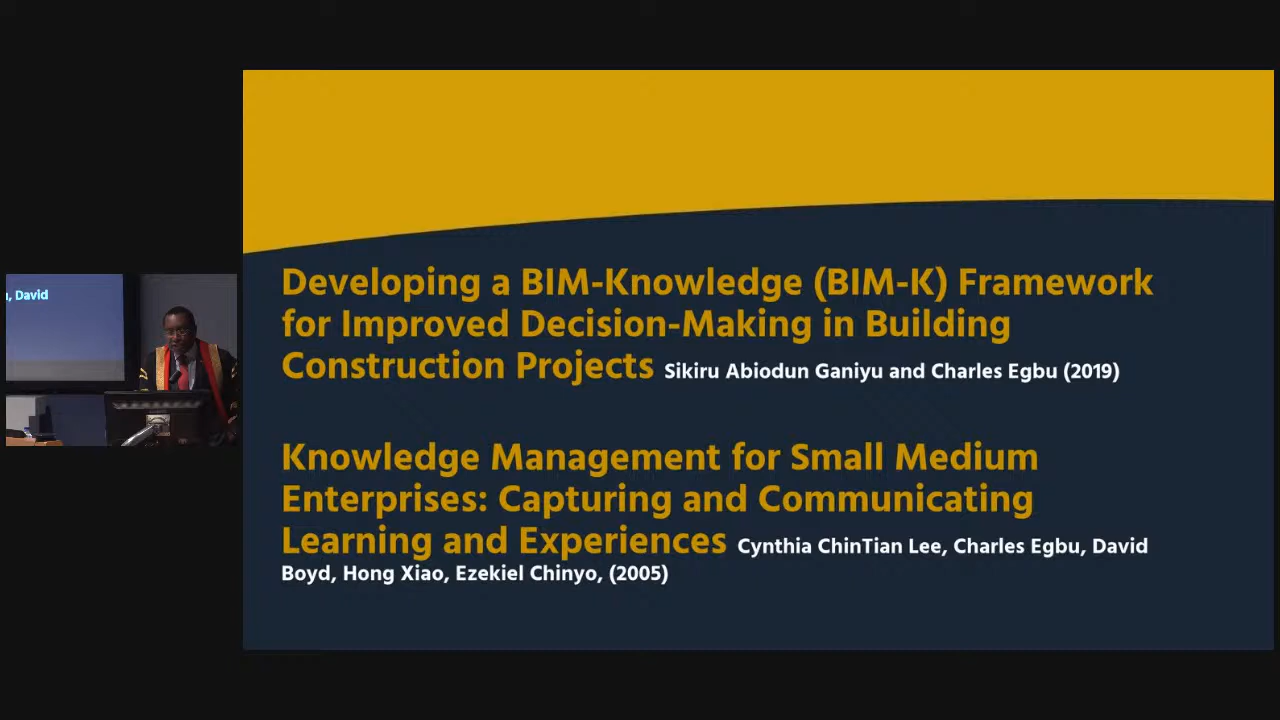 , David
Developing a BIM-Knowledge (BIM-K) Framework
for Improved Decision-Making in Building
Construction Projects Sikiru Abiodun Ganiyu and Charles Egbu (2019)
Knowledge Management for Small Medium
Enterprises: Capturing and Communicating
Learning and Experiences Cynthia ChinTian Lee, Charles Egbu, David
Boyd, Hong Xiao, Ezekiel Chinyo, (2005)